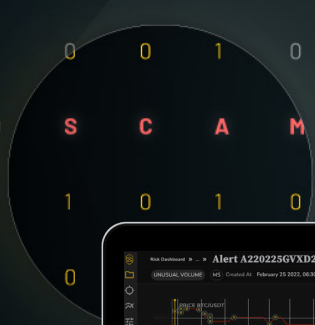 0 0 1 0
S C A M
1 0 1 0
0
Risk Dashboard » ... » Alert A220225GVXD2
UNUSUAL VOLUME MS Created At February 25 2022, 08:30
PRICE BTC/USDT